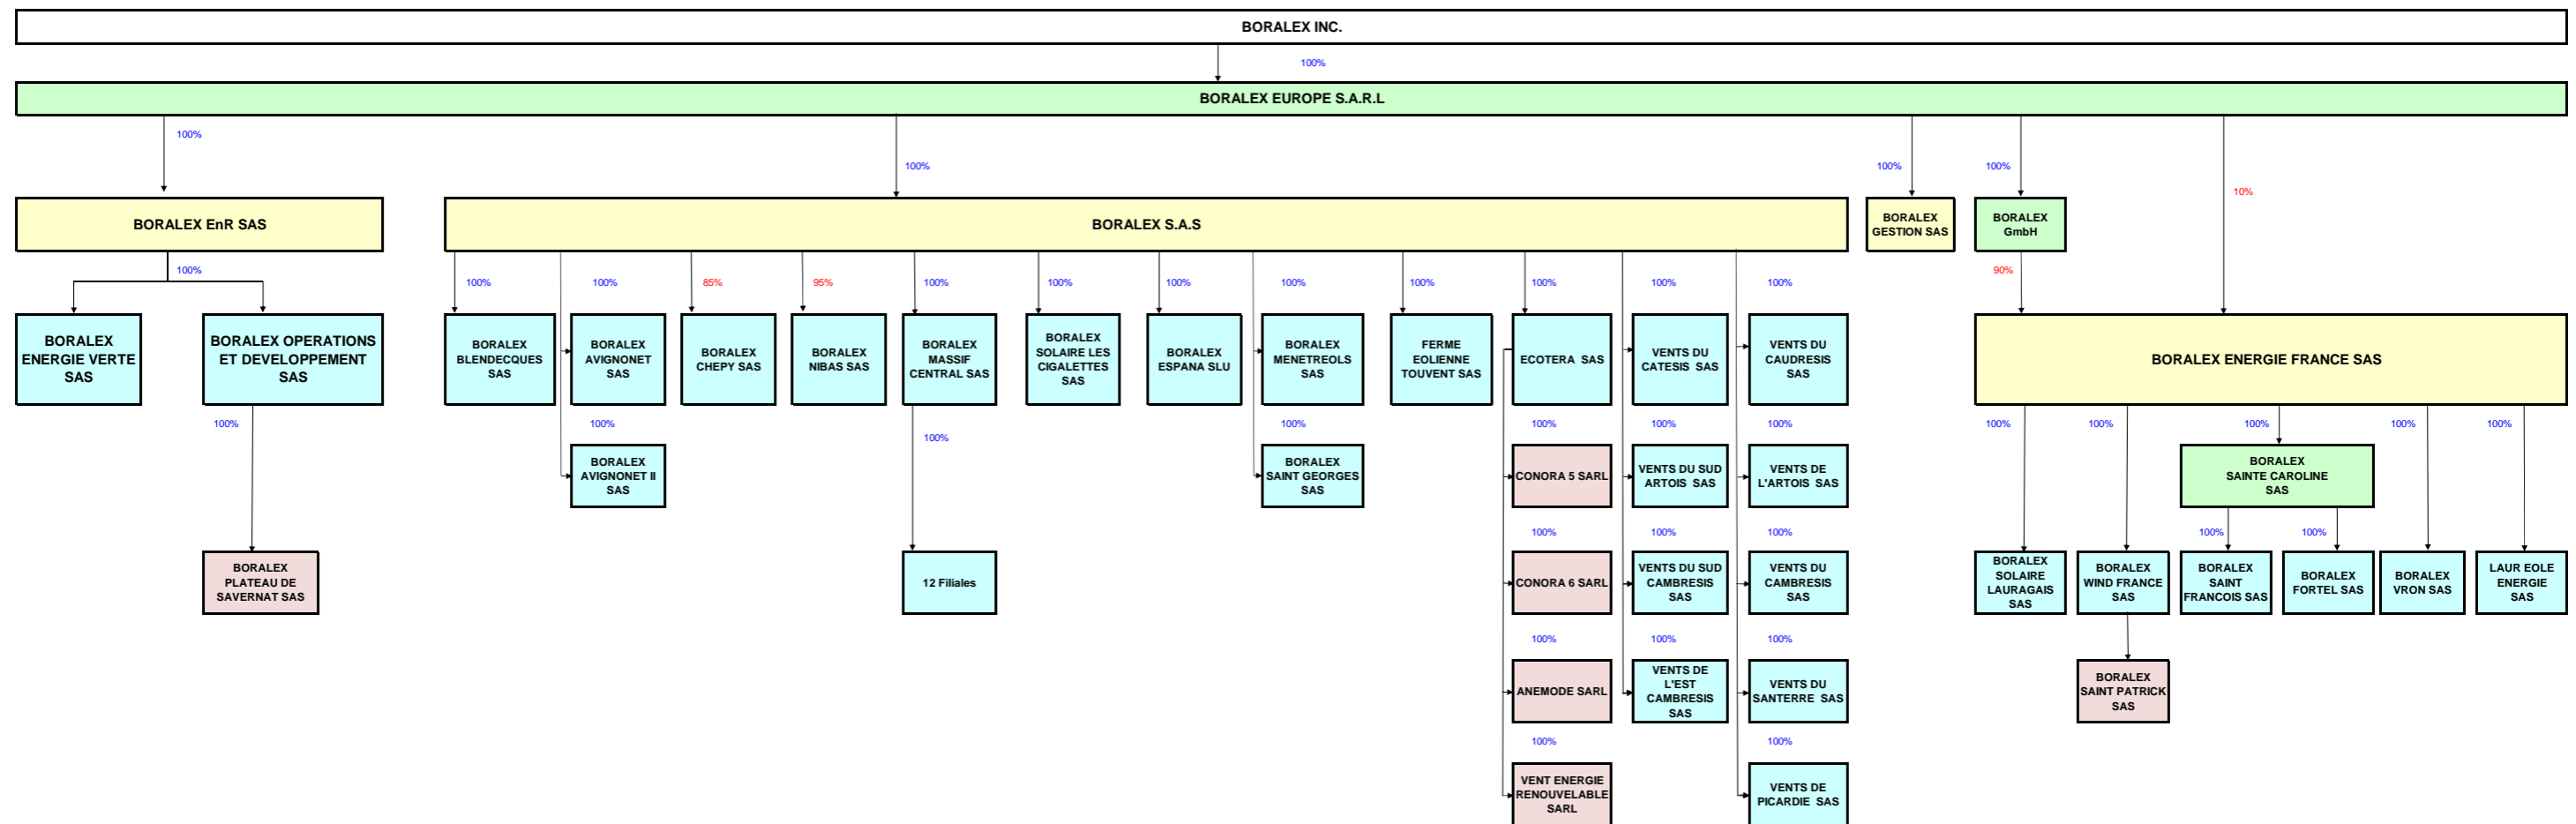 BORALEX INC.
100%
BORALEX EUROPE S.A.R.L
100%
100%
100%
100%
10%
BORALEX EnR SAS
BORALEX S.A.S
BORALEX
GESTION SAS
BORALEX
GmbH
100%
100%
100%
85%
95%
100%
100%
100%
100%
100%
100%
100%
100%
90%
BORALEX
ENERGIE VERTE
SAS
BORALEX OPERATIONS
ET DEVELOPPEMENT
SAS
BORALEX
BLENDECQUES
SAS
BORALEX
AVIGNONET
SAS
BORALEX
CHEPY SAS
BORALEX
NIBAS SAS
BORALEX
MASSIF
CENTRAL SAS
BORALEX
SOLAIRE LES
CIGALETTES
SAS
BORALEX
ESPANA SLU
BORALEX
MENETREOLS
SAS
FERME
EOLIENNE
TOUVENT SAS
ECOTERA SAS
VENTS DU
CATESIS SAS
VENTS DU
CAUDRESIS
SAS
BORALEX ENERGIE FRANCE SAS
100%
100%
100%
100%
100%
100%
100%
100%
100%
100%
100%
100%
BORALEX
AVIGNONET II
SAS
BORALEX
SAINT GEORGES
SAS
CONORA 5 SARL
VENTS DU SUD
ARTOIS SAS
VENTS DE
L'ARTOIS SAS
BORALEX
SAINTE CAROLINE
SAS
100%
100%
100%
100%
100%
BORALEX
PLATEAU DE
SAVERNAT SAS
12 Filiales
CONORA 6 SARL
VENTS DU SUD
CAMBRESIS
SAS
VENTS DU
CAMBRESIS
SAS
BORALEX
SOLAIRE
LAURAGAIS
SAS
BORALEX
WIND FRANCE
SAS
BORALEX
SAINT
FRANCOIS SAS
BORALEX
FORTEL SAS
BORALEX
VRON SAS
LAUR EOLE
ENERGIE
SAS
100%
100%
100%
ANEMODE SARL
VENTS DE
L'EST
CAMBRESIS
SAS
VENTS DU
SANTERRE SAS
BORALEX
SAINT PATRICK
SAS
100%
100%
VENT ENERGIE
RENOUVELABLE
SARL
VENTS DE
PICARDIE SAS